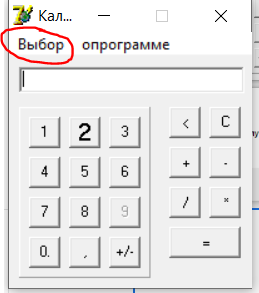 Кал...
Выбор опрограмме
1 2 3 < C
4 5 6 + -
7 8 9 / *
0. , +/- =